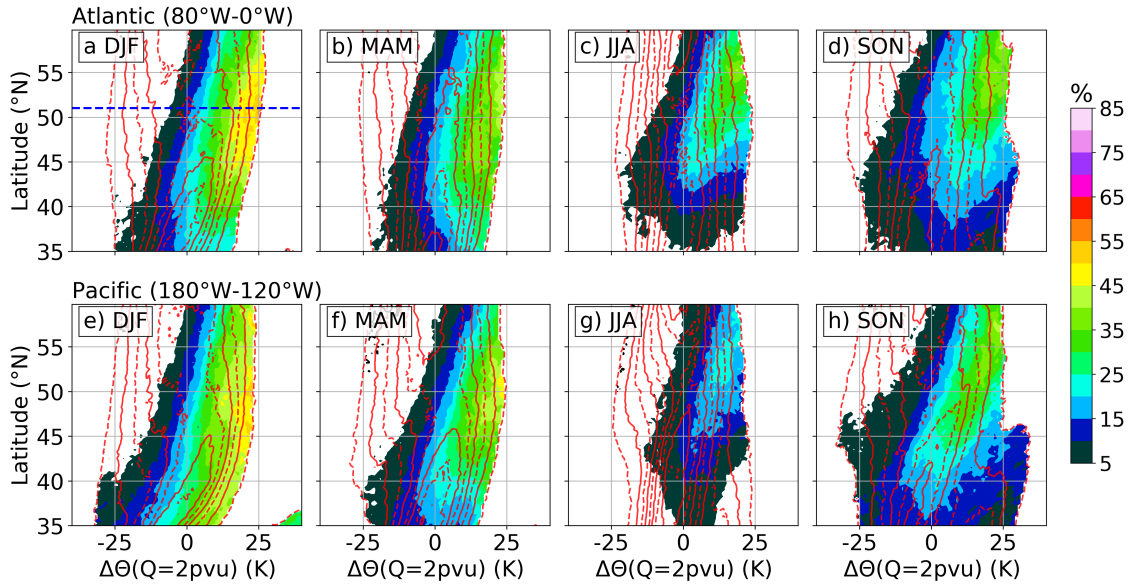 Atlantic (80°W-0°W)
a DJF
b) MAM
c) JJA
d) SON
%
85
75
65
55
45
35
25
15
5
Latitude (°N)
55
50
45
40
35
Pacific (180°W-120°W)
e) DJF
f) MAM
g) JJA
h) SON
Latitude (°N)
55
50
45
40
35
-25 0 25
-25 0 25
-25 0 25
-25 0 25
ΔΘ(Q=2pvu) (K)
ΔΘ(Q=2pvu) (K)
ΔΘ(Q=2pvu) (K)
ΔΘ(Q=2pvu) (K)